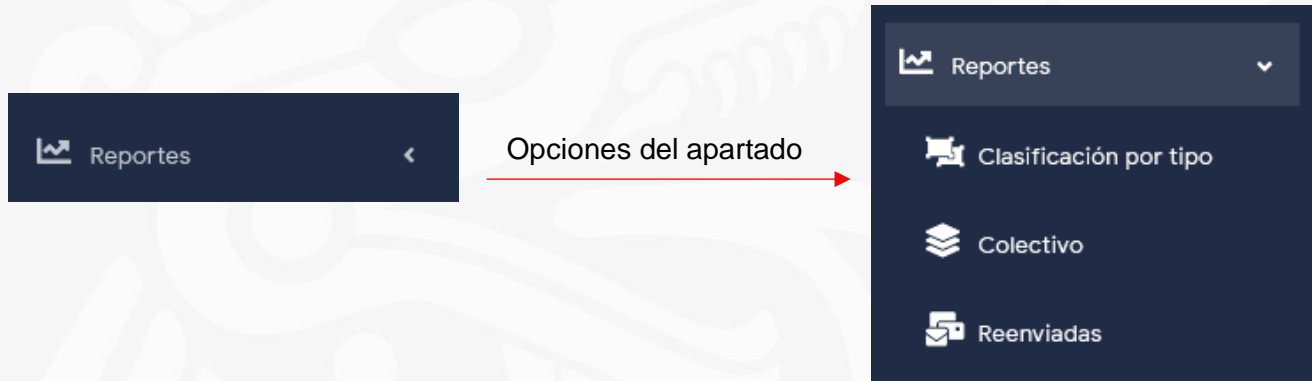 Reportes
Opciones del apartado
Reportes
Clasificación por tipo
Colectivo
Reenviadas